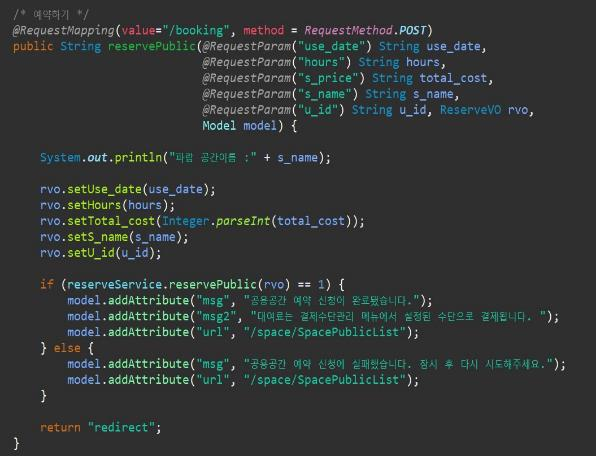 /* 예약하기 */
@RequestMapping(value="/booking", method = RequestMethod.POST)
public String reservePublic(@RequestParam("use_date") String use_date,
@RequestParam("hours") String hours,
@RequestParam("s_price") String total_cost,
@RequestParam("s_name") String s_name,
@RequestParam("u_id") String u_id, ReserveVO rvo,
Model model) {
System.out.println("파람 공간이름 :" + s_name);
rvo.setUse_date(use_date);
rvo.setHours(hours);
rvo.setTotal_cost(Integer.parseInt(total_cost));
rvo.setS_name(s_name);
rvo.setU_id(u_id);
if (reserveService.reservePublic(rvo) == 1) {
model.addAttribute("msg", "공용공간 예약 신청이 완료됐습니다.");
model.addAttribute("msg2", "대여료는 결제수단관리 메뉴에서 설정된 수단으로 결제됩니다. ");
model.addAttribute("url", "/space/SpacePublicList");
} else {
model.addAttribute("msg", "공용공간 예약 신청에 실패했습니다. 잠시 후 다시 시도해주세요.");
model.addAttribute("url", "/space/SpacePublicList");
}
return "redirect";
}